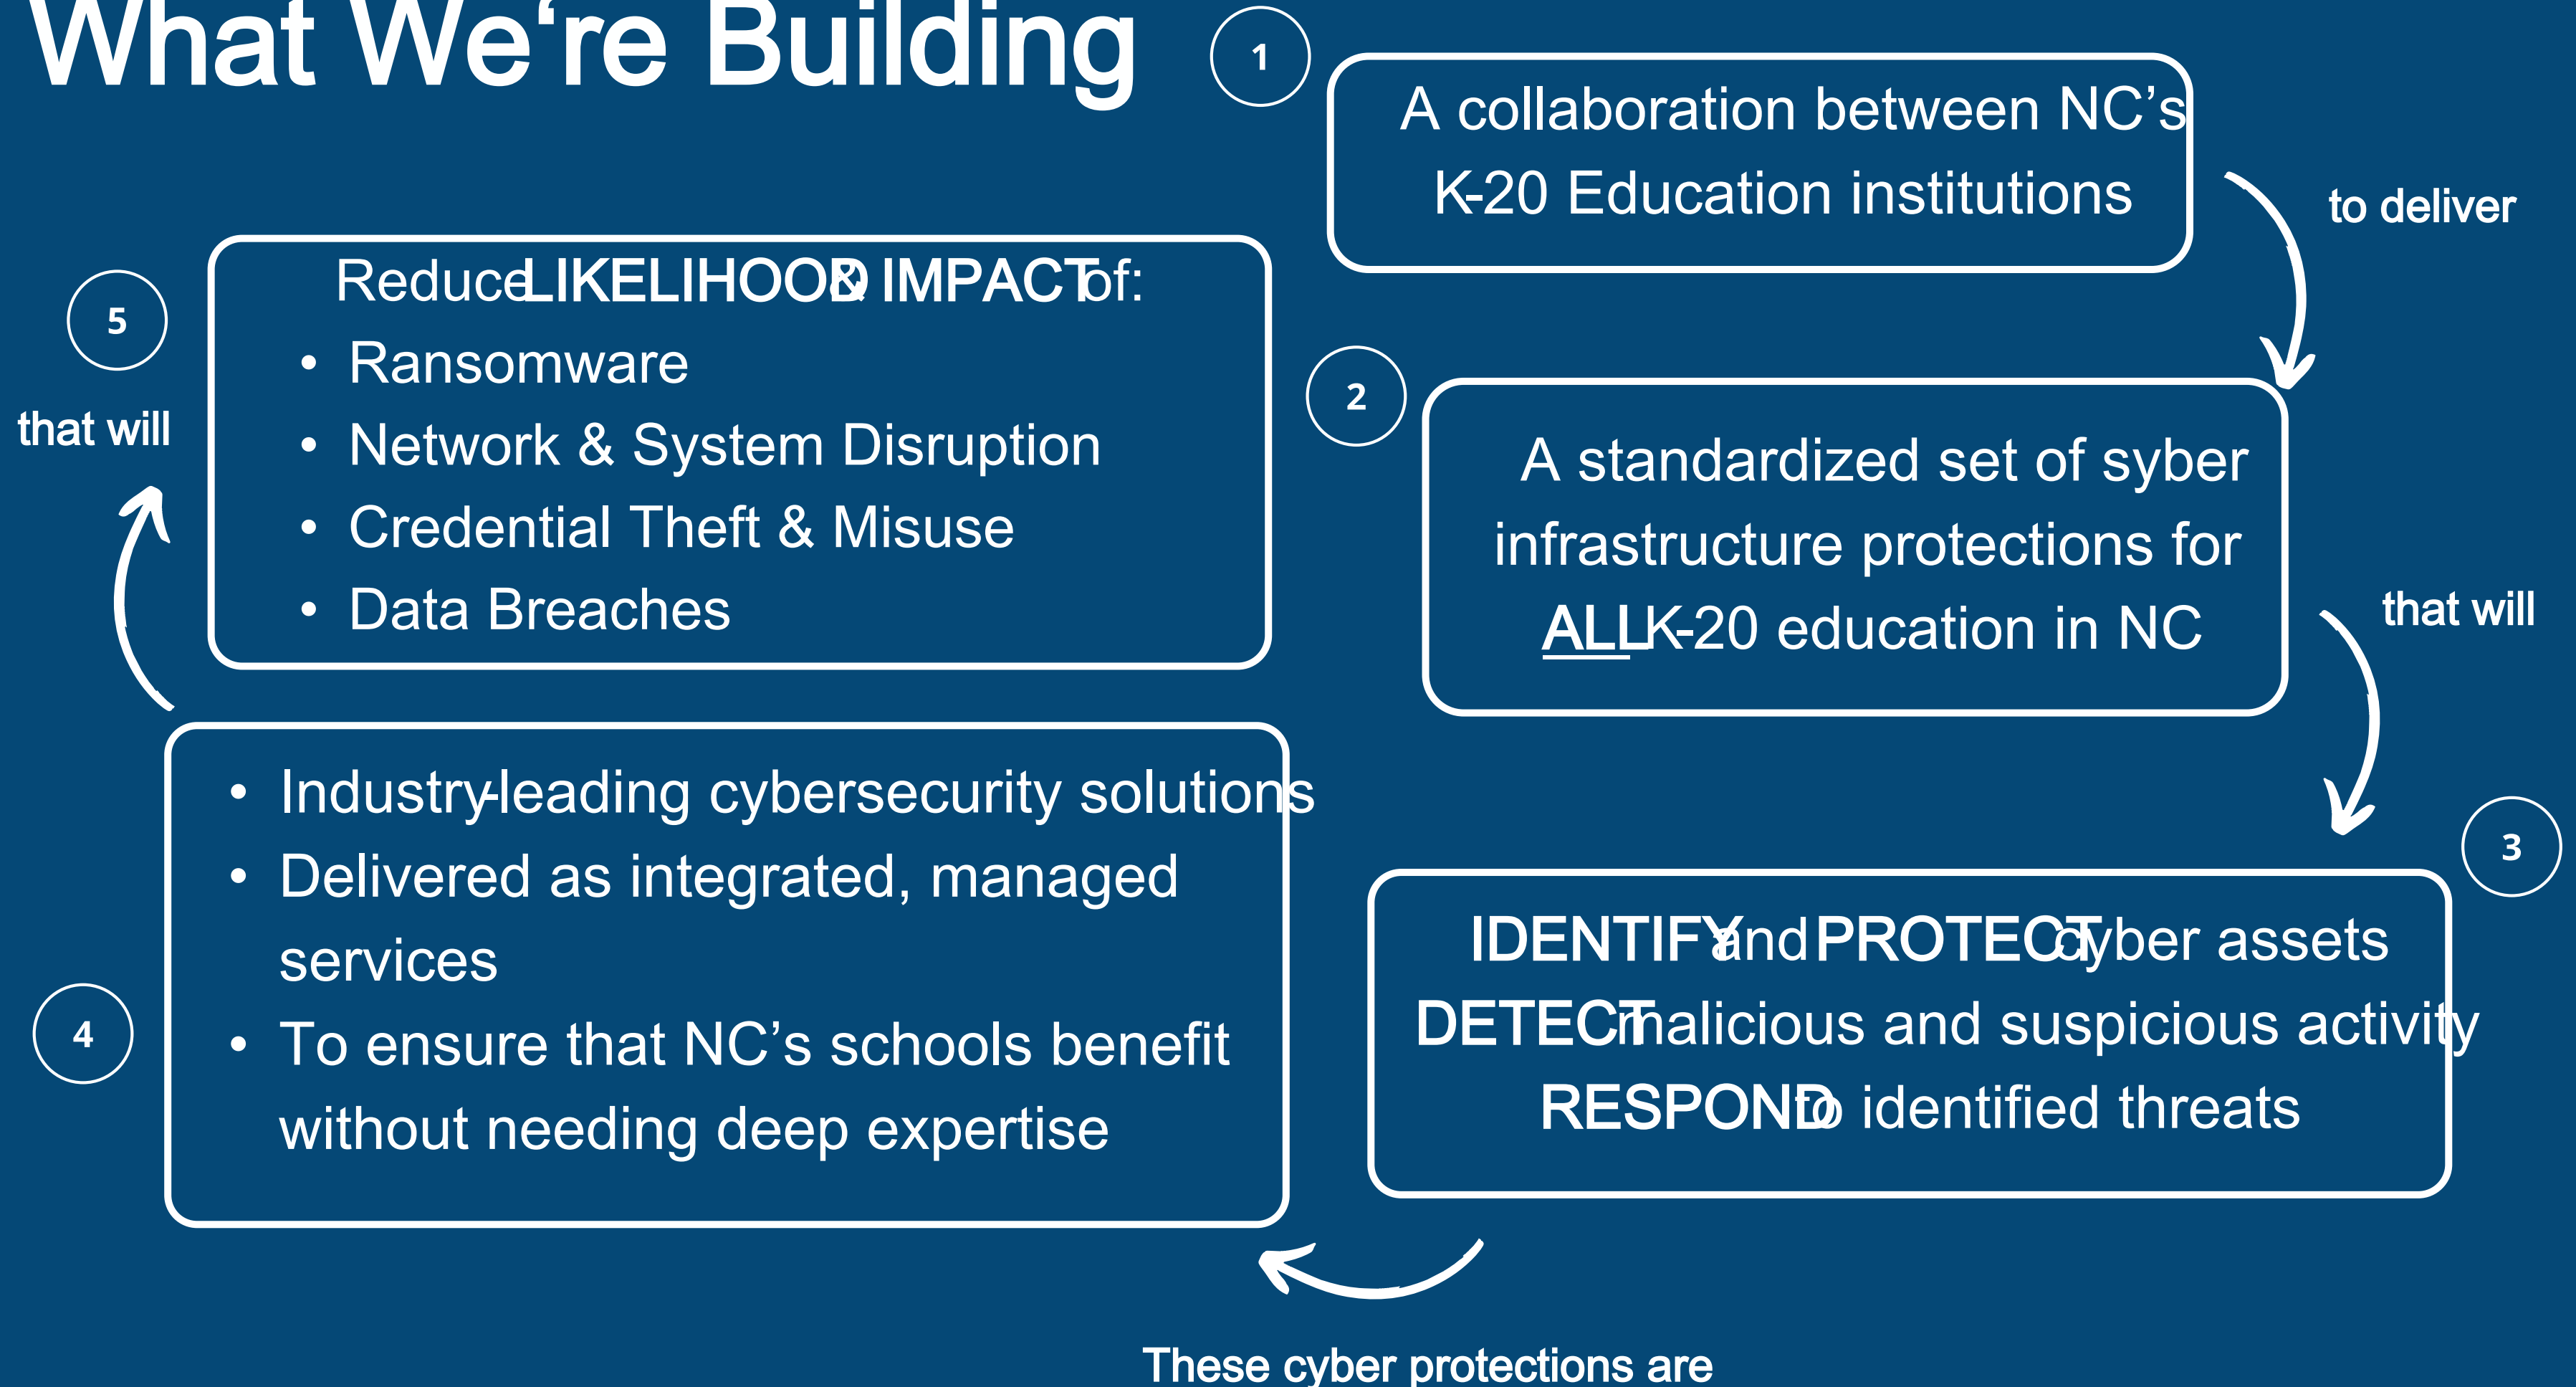 What We‘re Building
1
A collaboration between NC’s
K-20 Education institutions
to deliver
2
A standardized set of syber
infrastructure protections for
ALL K-20 education in NC
that will
3
IDENTIFY and PROTECT cyber assets
DETECT malicious and suspicious activity
RESPOND to identified threats
These cyber protections are
4
• Industry-leading cybersecurity solutions
• Delivered as integrated, managed
services
• To ensure that NC’s schools benefit
without needing deep expertise
that will
5
Reduce LIKELIHOOD & IMPACT of:
• Ransomware
• Network & System Disruption
• Credential Theft & Misuse
• Data Breaches